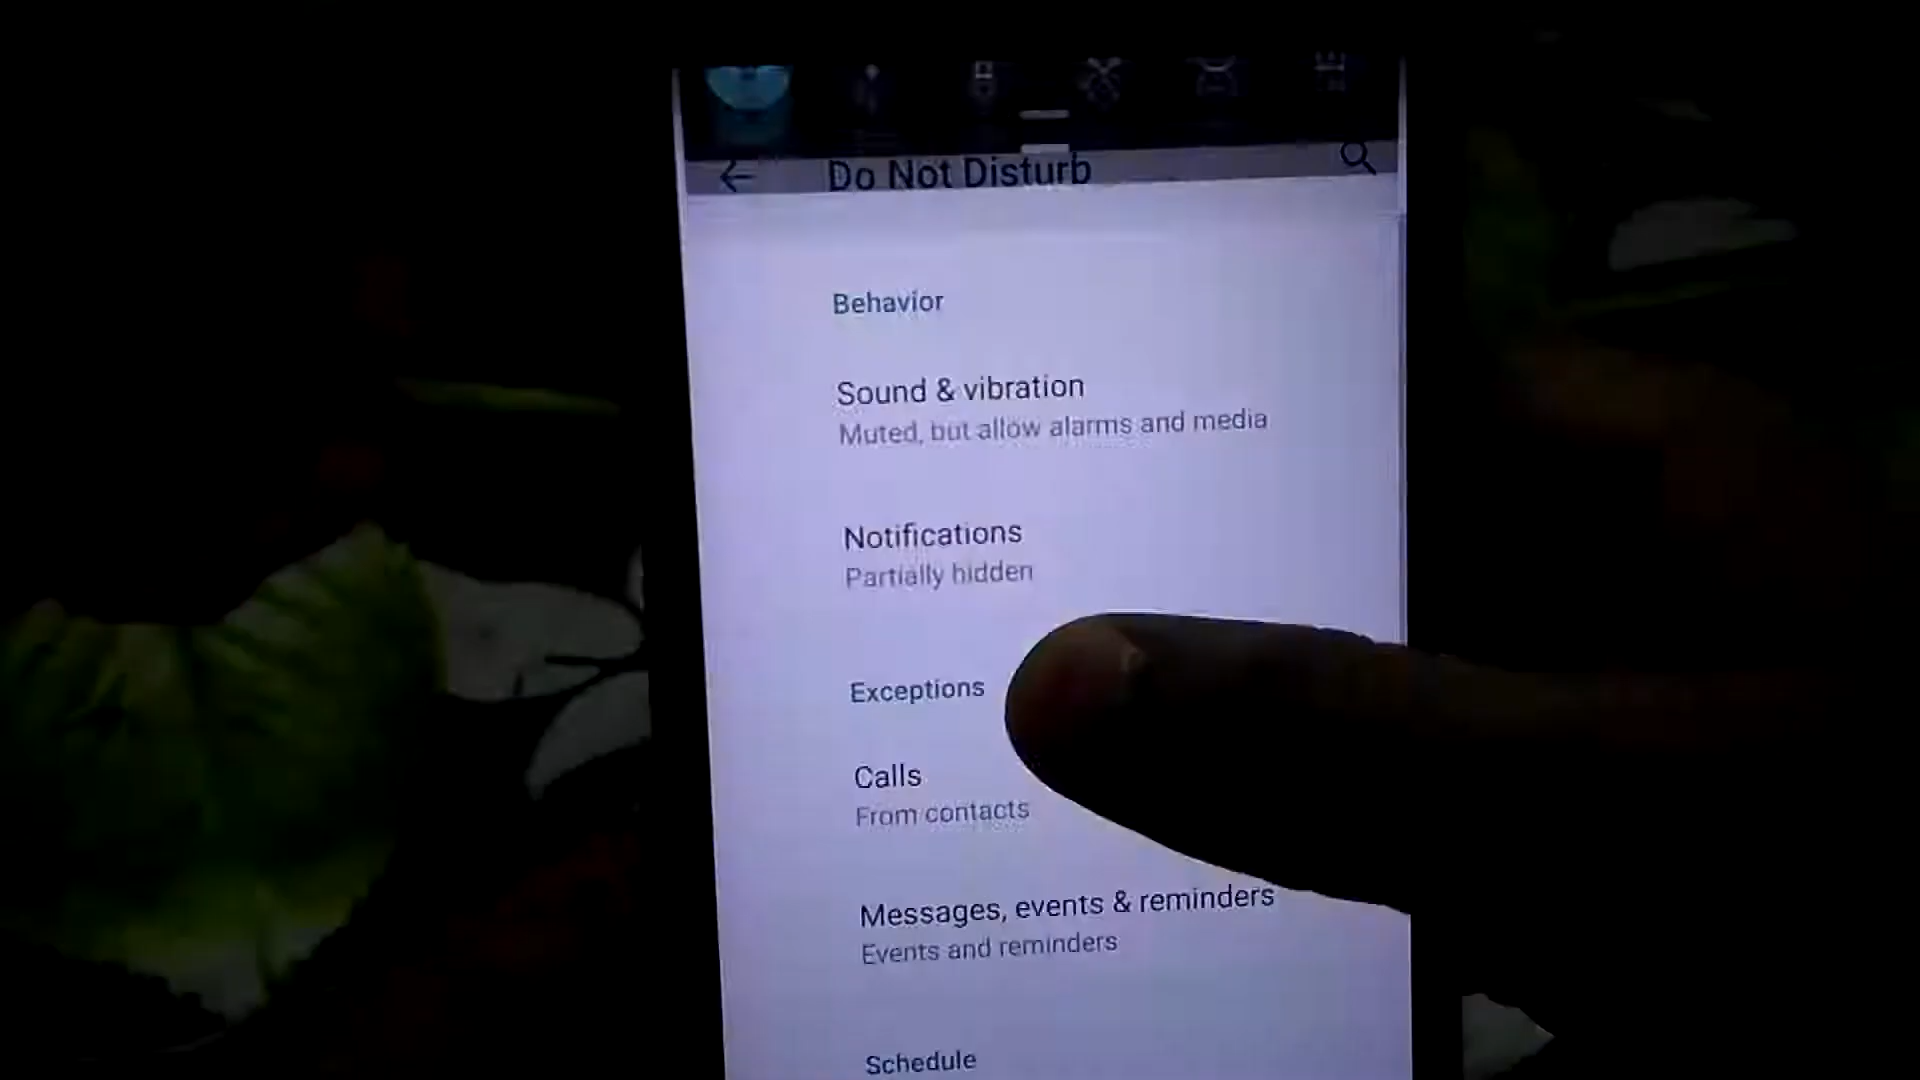 Do Not Disturb
Behavior
Sound & vibration
Muted, but allow alarms and media
Notifications
Partially hidden
Exceptions
Calls
From contacts
Messages, events & reminders
Events and reminders
Schedule